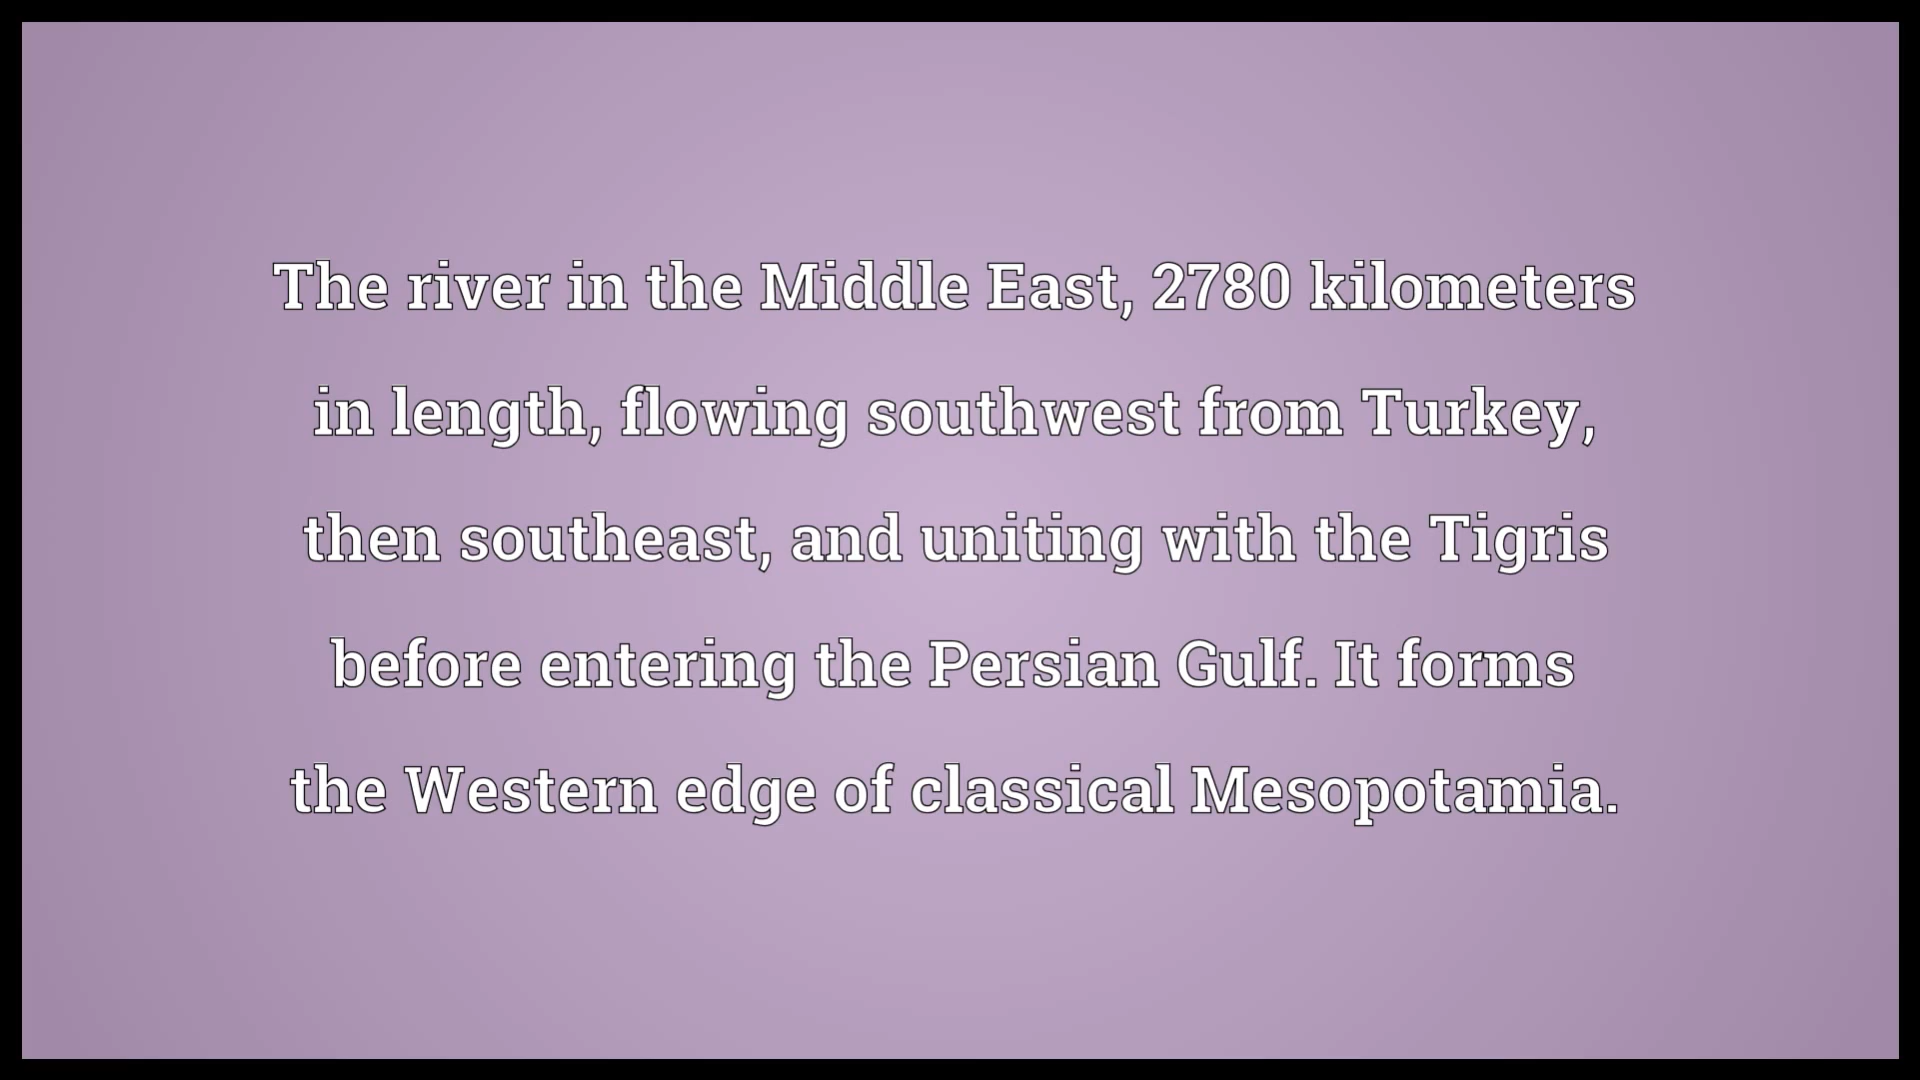 The river in the Middle East, 2780 kilometers
in length, flowing southwest from Turkey,
then southeast, and uniting with the Tigris
before entering the Persian Gulf. It forms
the Western edge of classical Mesopotamia.